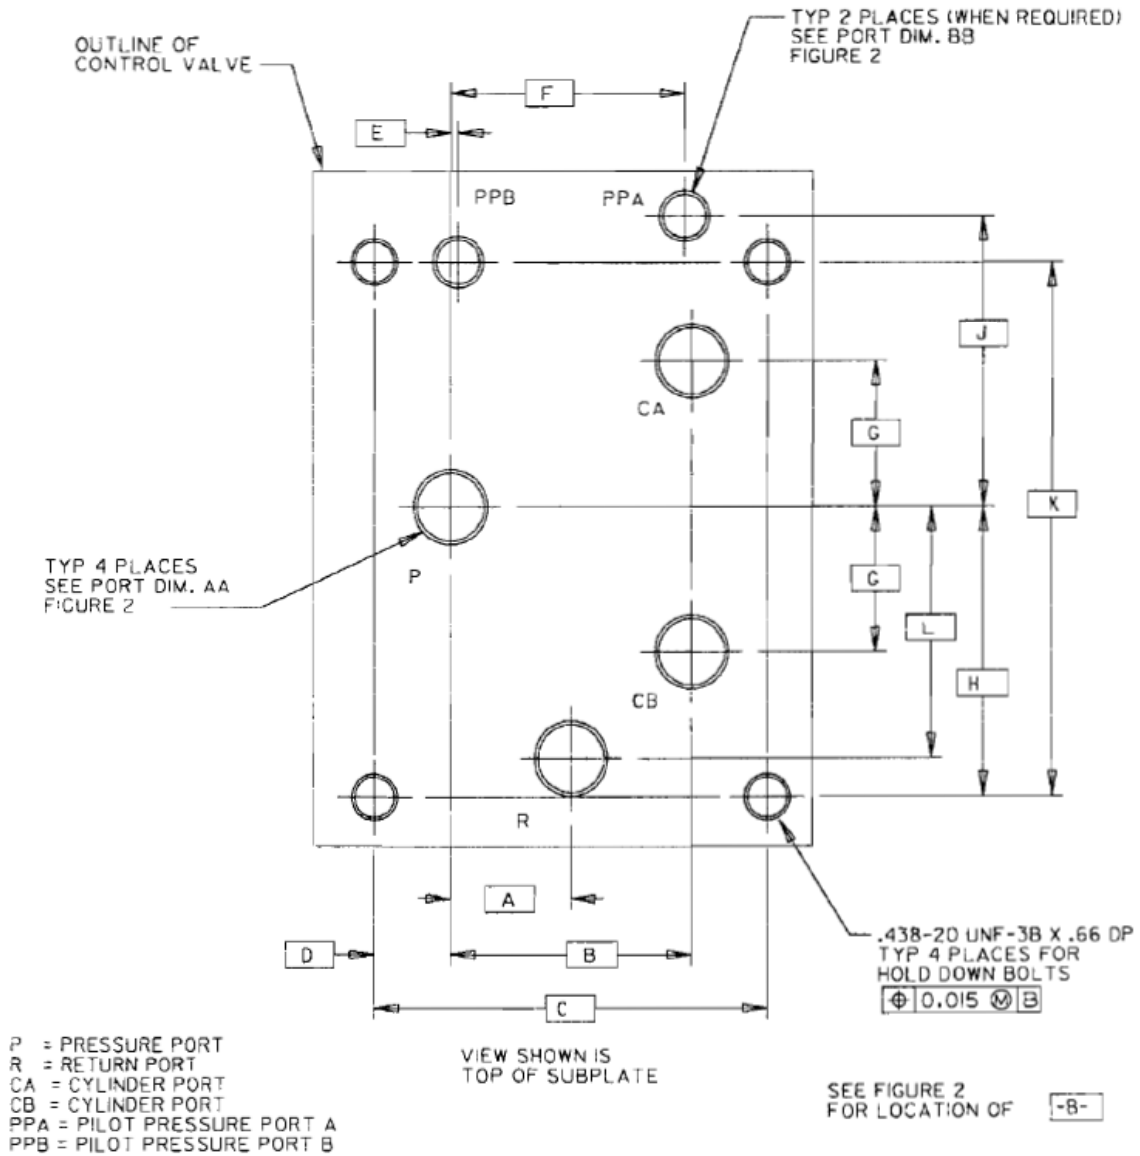 TYP 2 PLACES (WHEN REQUIRED)
SEE PORT DIM. BB
FIGURE 2
OUTLINE OF
CONTROL VALVE
F
E
PPB
PPA
J
CA
G
K
TYP 4 PLACES
SEE PORT DIM. AA
FIGURE 2
P
G
L
H
CB
R
A
D
B
C
.438-20 UNF-3B X .66 DP
TYP 4 PLACES FOR
HOLD DOWN BOLTS
⌖ 0.015 Ⓜ B
P = PRESSURE PORT
R = RETURN PORT
CA = CYLINDER PORT
CB = CYLINDER PORT
PPA = PILOT PRESSURE PORT A
PPB = PILOT PRESSURE PORT B
VIEW SHOWN IS
TOP OF SUBPLATE
SEE FIGURE 2
FOR LOCATION OF -B-